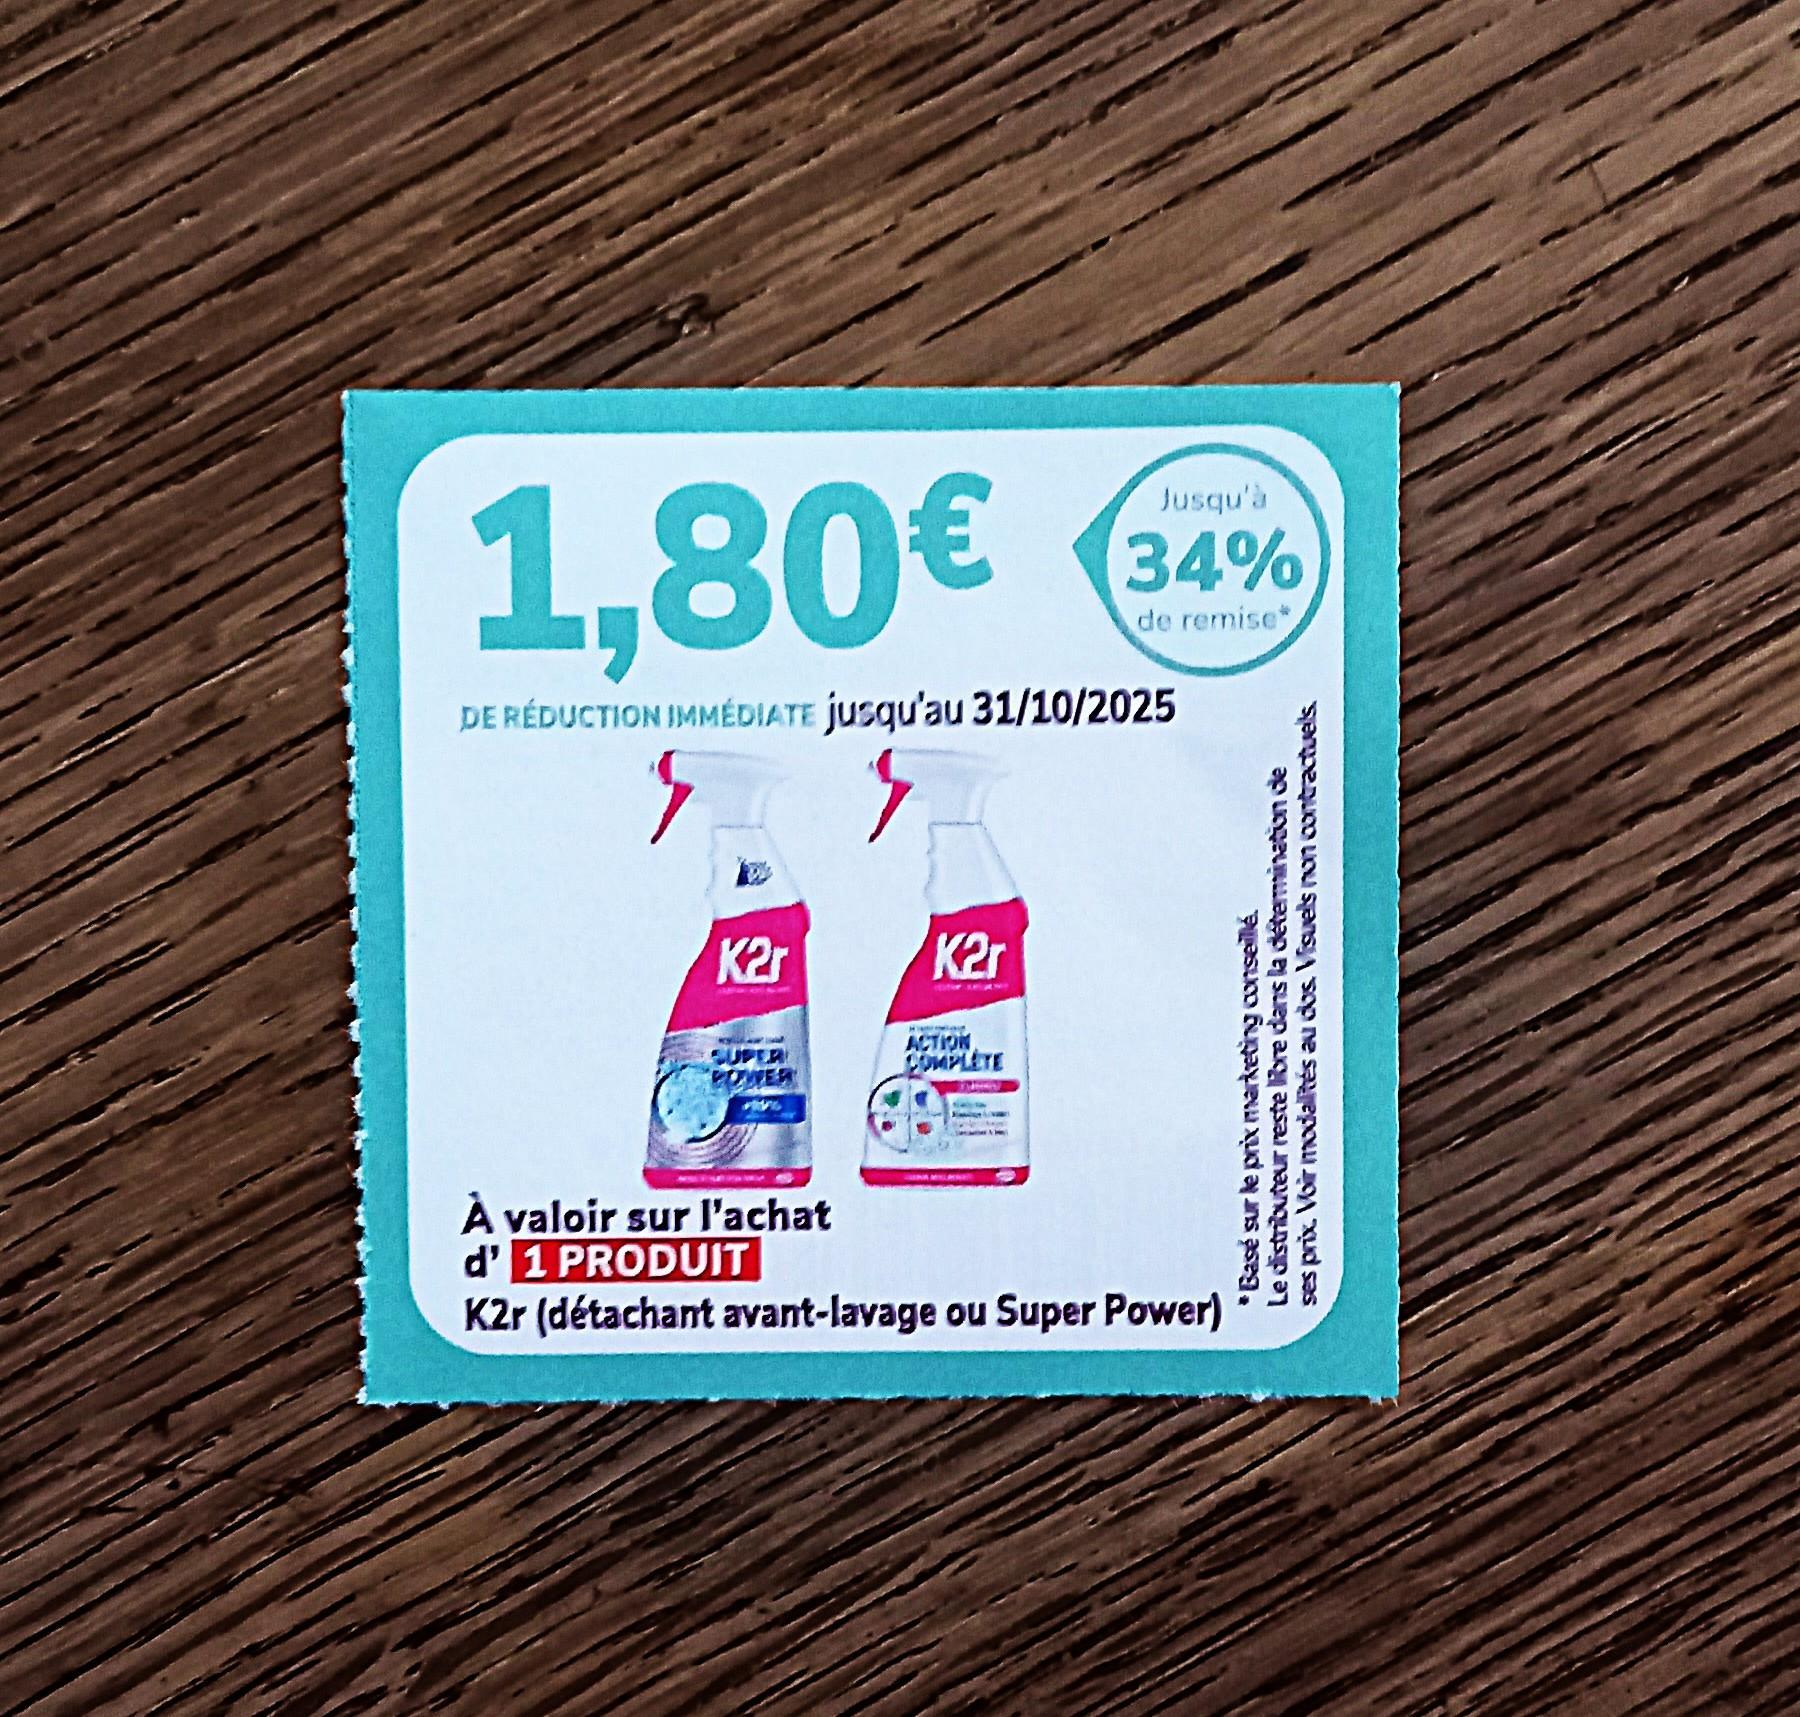 1,80€
Jusqu'à
34%
de remise*
DE RÉDUCTION IMMÉDIATE jusqu'au 31/10/2025
K2r
SUPER
POWER
K2r
ACTION
COMPLÈTE
À valoir sur l'achat
d' 1 PRODUIT
K2r (détachant avant-lavage ou Super Power)
*Basé sur le prix marketing conseillé.
Le distributeur reste libre dans la détermination de
ses prix. Voir modalités au dos. Visuels non contractuels.